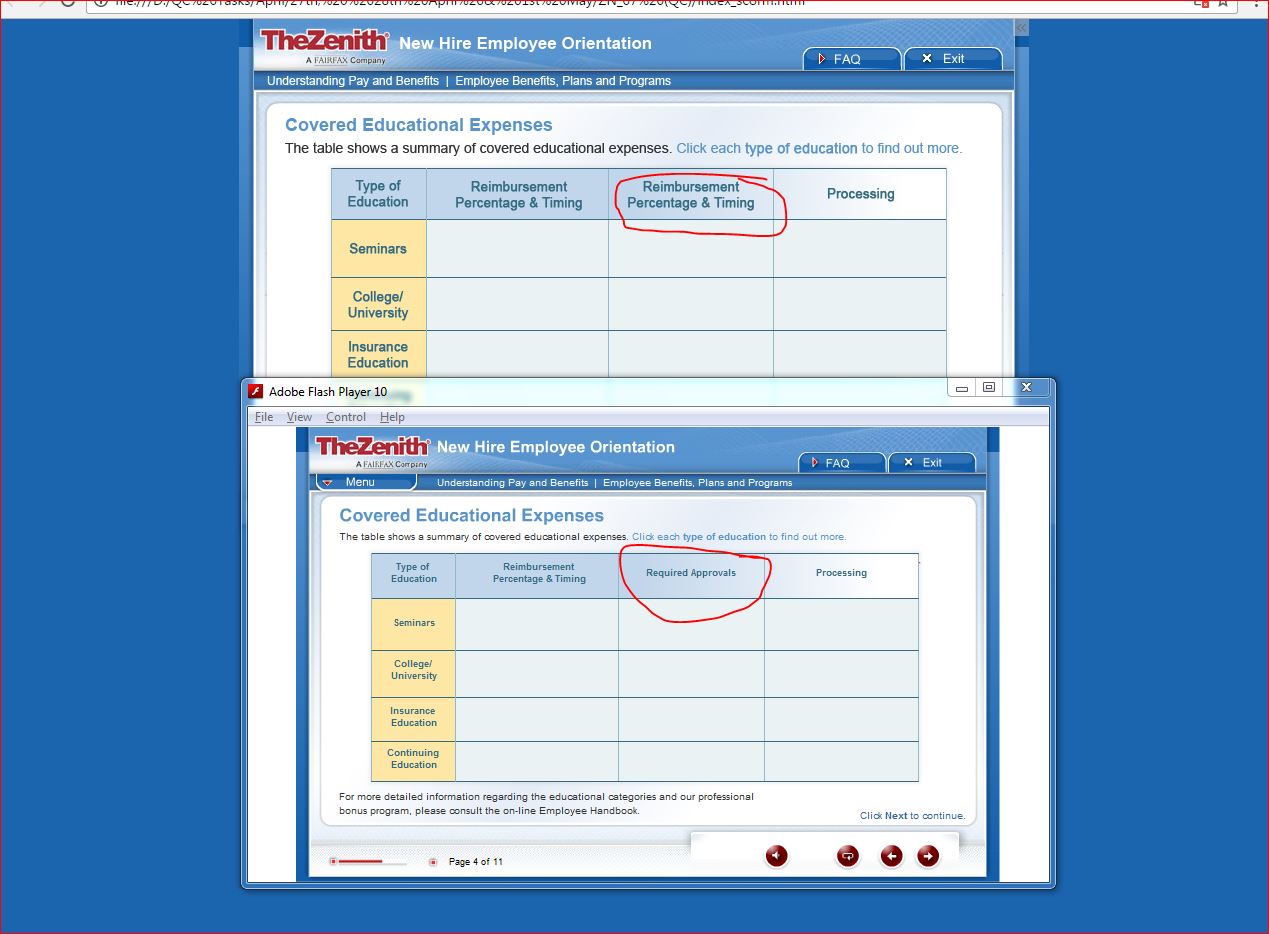 file:///D:/QC%20Tasks/April/27th,%20%2028th%20April%20&%201st%20May/ZN_07%20(QC)/index_scorm.html
TheZenith® New Hire Employee Orientation
A FAIRFAX Company
FAQ
Exit
Understanding Pay and Benefits | Employee Benefits, Plans and Programs
Covered Educational Expenses
The table shows a summary of covered educational expenses. Click each type of education to find out more.
Type of
Education
Reimbursement
Percentage & Timing
Reimbursement
Percentage & Timing
Processing
Seminars
College/
University
Insurance
Education
Adobe Flash Player 10
File View Control Help
TheZenith® New Hire Employee Orientation
A FAIRFAX Company
FAQ
Exit
Menu
Understanding Pay and Benefits | Employee Benefits, Plans and Programs
Covered Educational Expenses
The table shows a summary of covered educational expenses. Click each type of education to find out more.
Type of
Education
Reimbursement
Percentage & Timing
Required Approvals
Processing
Seminars
College/
University
Insurance
Education
Continuing
Education
For more detailed information regarding the educational categories and our professional
bonus program, please consult the on-line Employee Handbook.
Click Next to continue.
Page 4 of 11